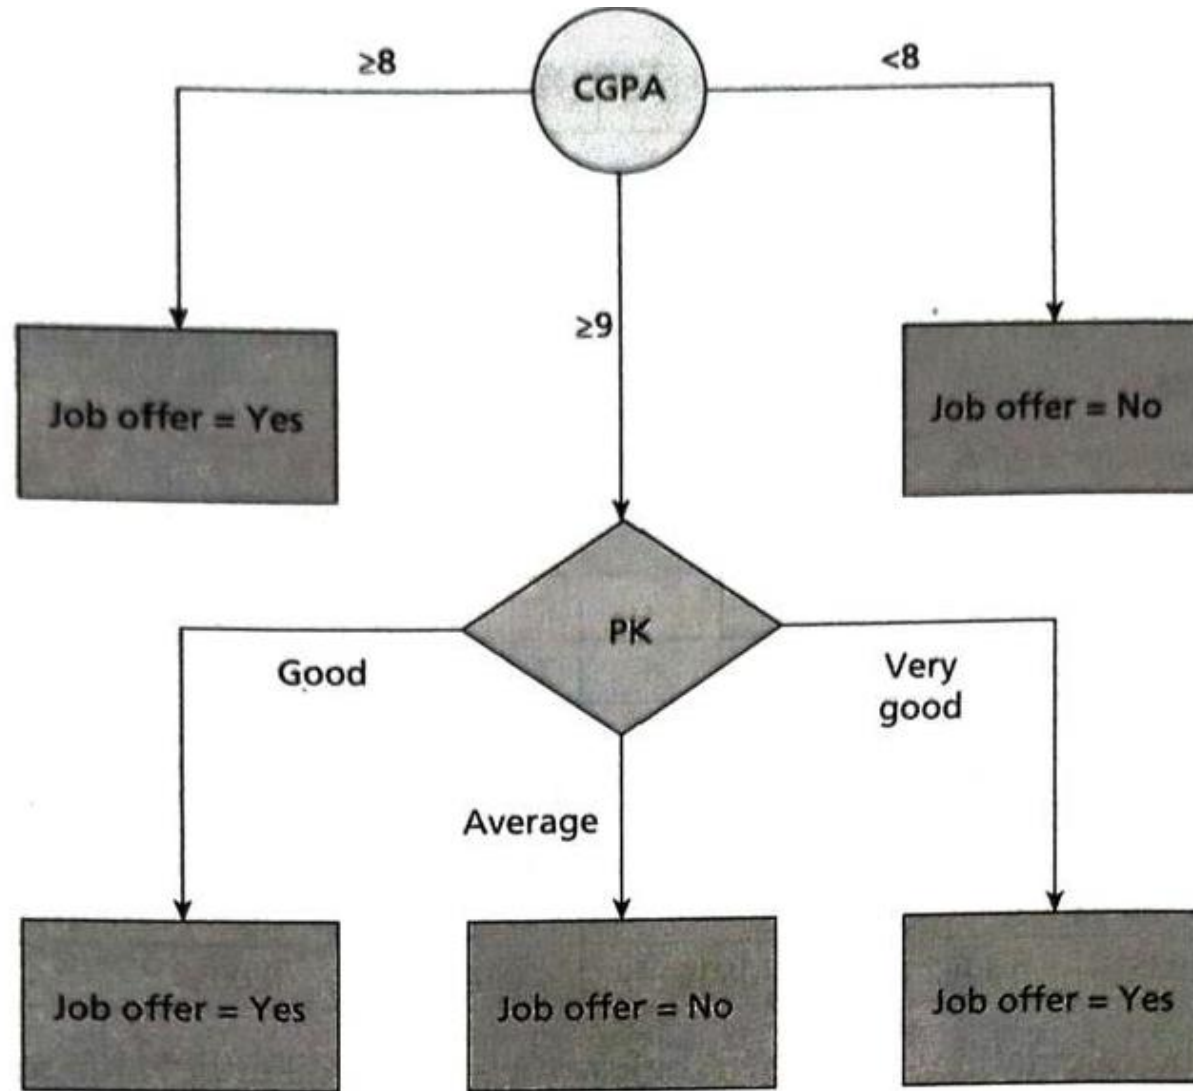 ≥8
CGPA
<8
≥9
Job offer = Yes
Job offer = No
PK
Good
Very
good
Average
Job offer = Yes
Job offer = No
Job offer = Yes